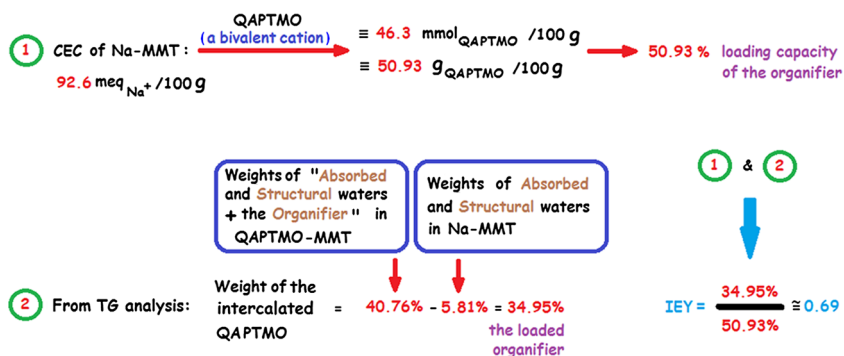 QAPTMO
(a bivalent cation)
1 CEC of Na-MMT:
92.6 meq Na+ /100 g
≡ 46.3 mmol QAPTMO /100 g
≡ 50.93 g QAPTMO /100 g
50.93 % loading capacity
of the organifier
Weights of "Absorbed
and Structural waters
+ the Organifier" in
QAPTMO-MMT
Weights of Absorbed
and Structural waters
in Na-MMT
1 & 2
2 From TG analysis:
Weight of the
intercalated
QAPTMO
= 40.76% - 5.81% = 34.95%
the loaded
organifier
IEY = 34.95%
50.93%
≅ 0.69